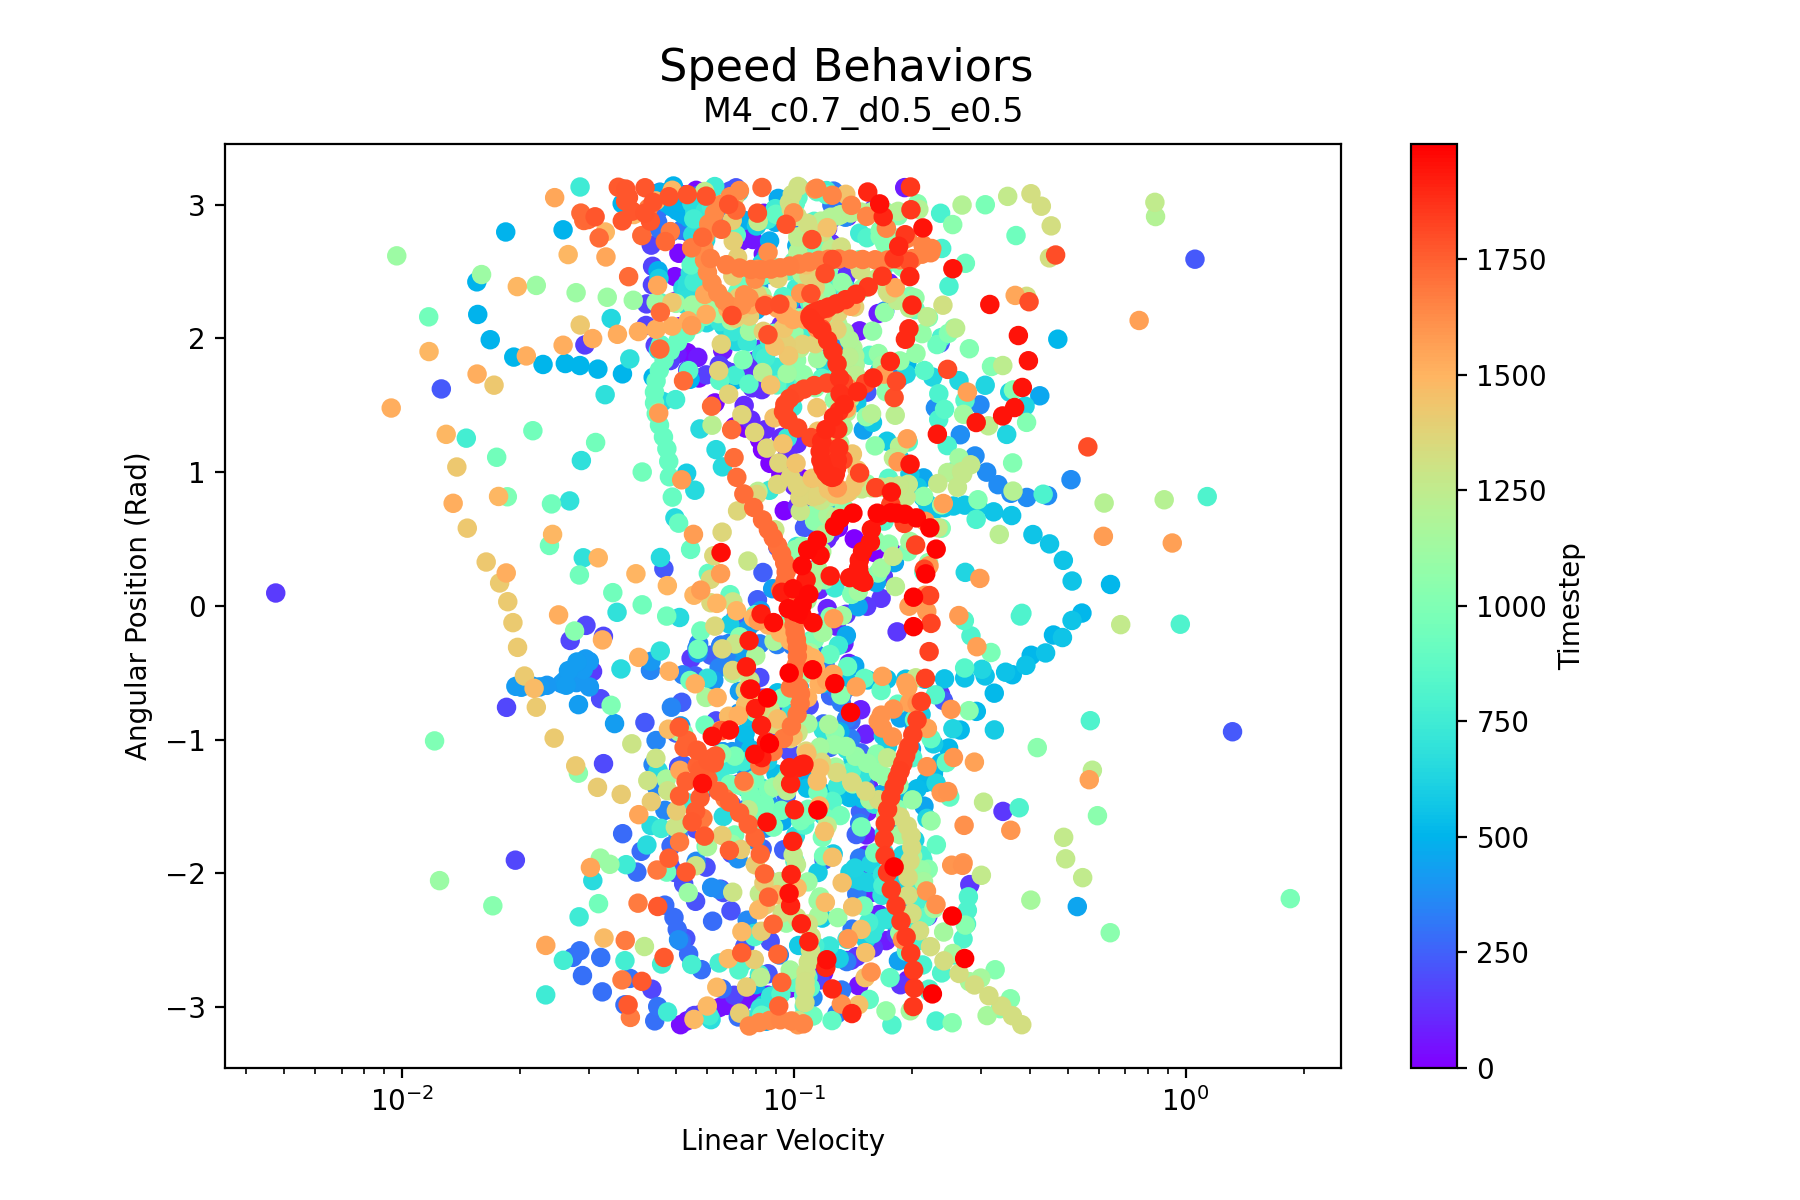 Speed Behaviors
M4_c0.7_d0.5_e0.5
3
2
1
0
−1
−2
−3
Angular Position (Rad)
10⁻² 10⁻¹ 10⁰
Linear Velocity
1750
1500
1250
1000
750
500
250
0
Timestep